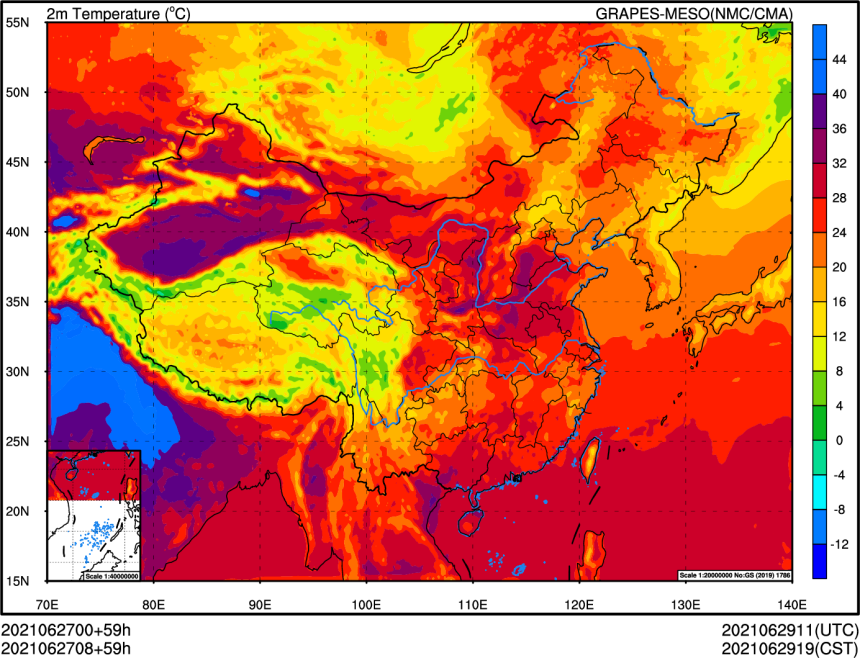 2m Temperature (°C)
GRAPES-MESO(NMC/CMA)
55N
50N
45N
40N
35N
30N
25N
20N
15N
44
40
36
32
28
24
20
16
12
8
4
0
-4
-8
-12
Scale 1:40000000
Scale 1:20000000 No:GS (2019) 1786
70E
80E
90E
100E
110E
120E
130E
140E
2021062700+59h
2021062911(UTC)
2021062708+59h
2021062919(CST)